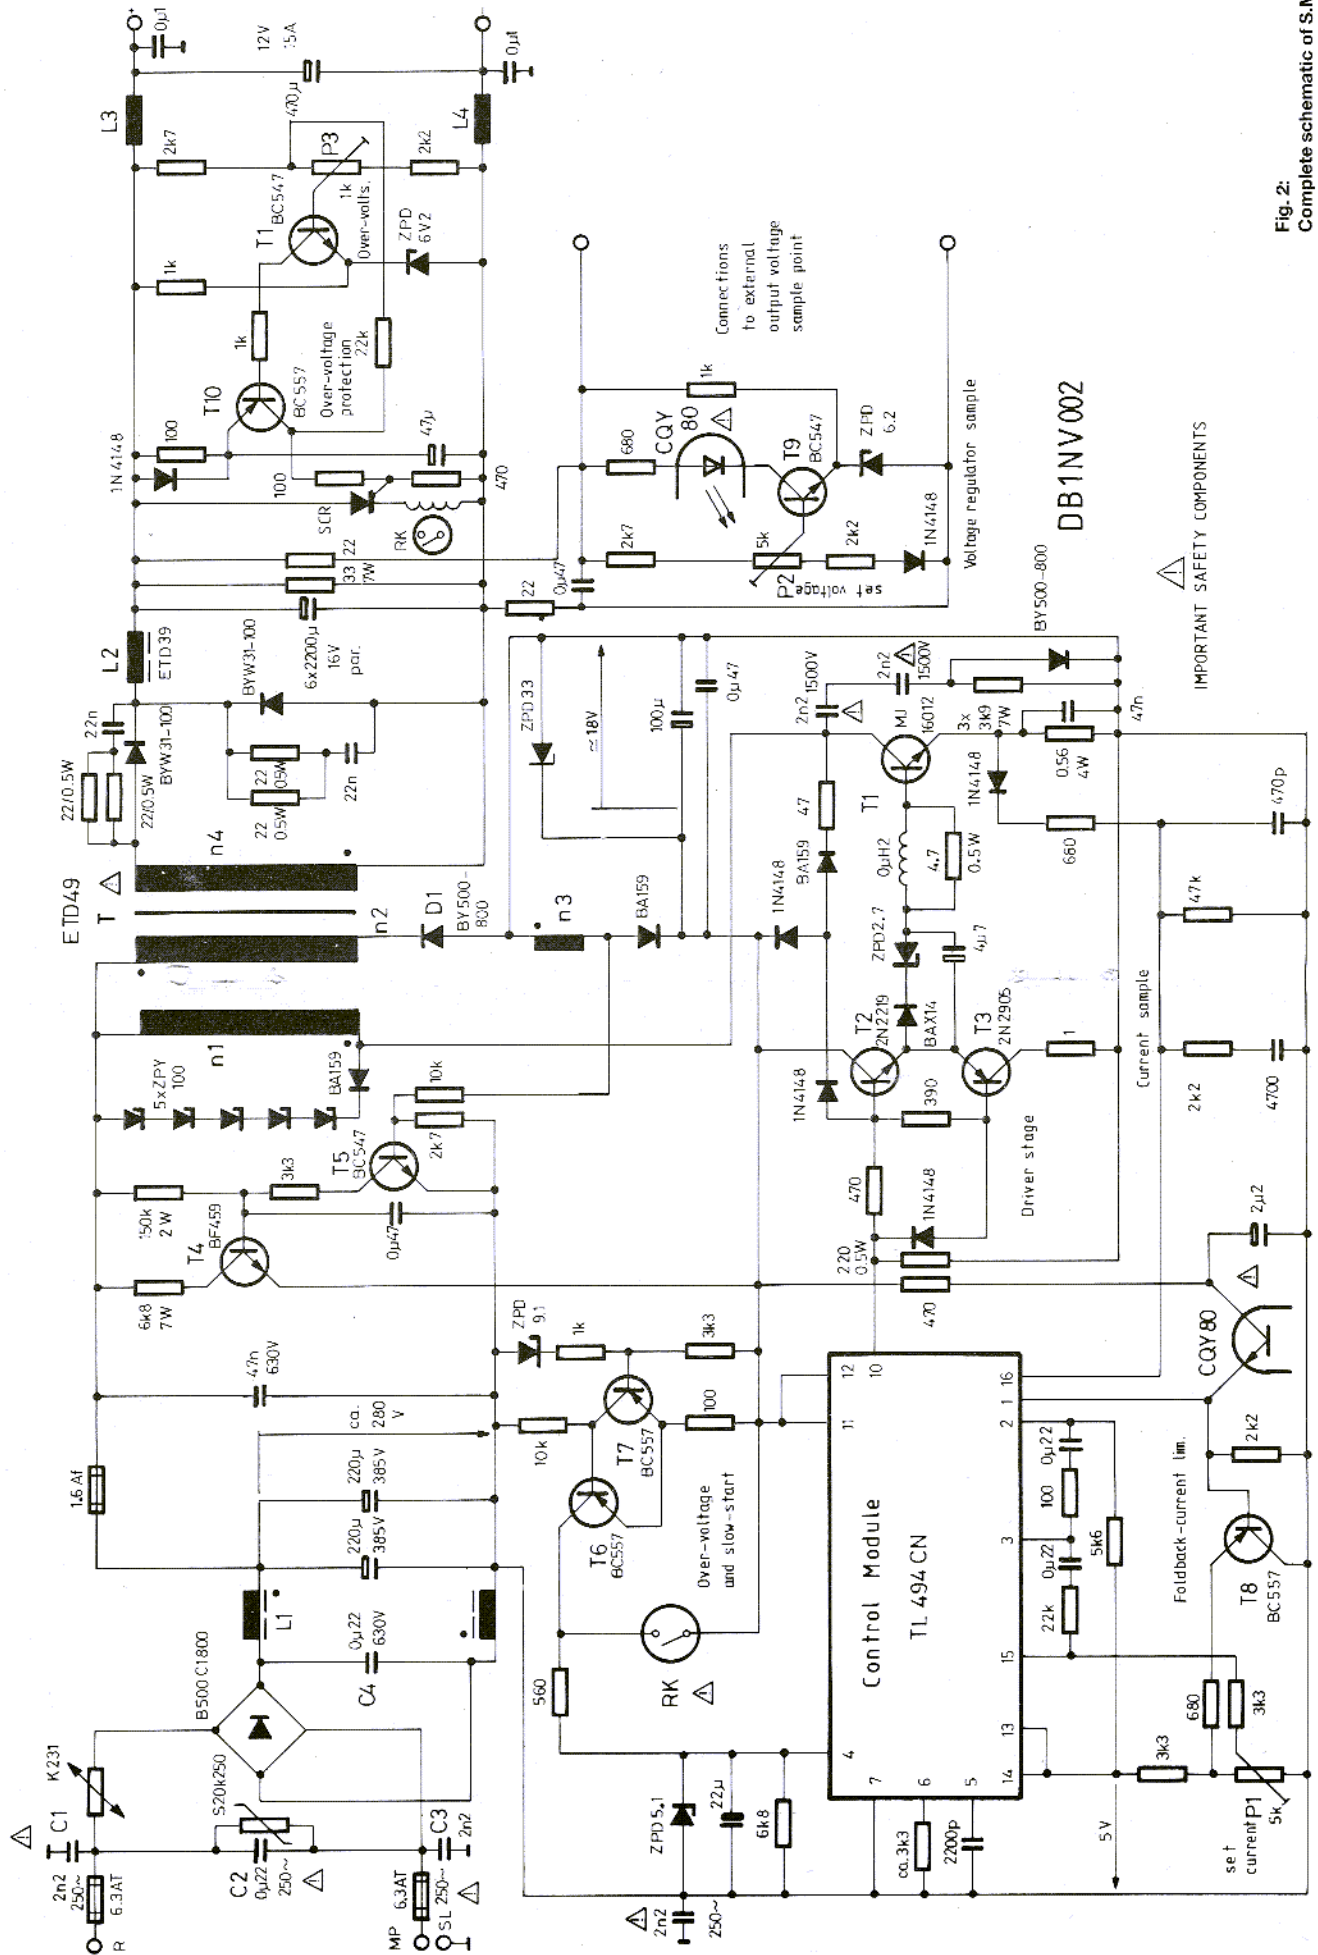 R
6.3AT
2n2
250~
C1
K231
S20k250
C2
0µ22
250~
MP
SL
6.3AT
250~
C3
2n2
B500 C1800
L1
C4
0µ22
630V
1.6 Af
220µ
385V
220µ
385V
ca.
280
V
47n
630V
6k8
7W
T4
BF459
150k
2W
3k3
0µ47
T5
BC547
2k7
10k
5xZPY
100
BA159
n1
ETD49
T
n4
n2
D1
BY500-
800
n3
BA159
22/0.5W
22/0.5W
22n
BYW31-100
22
0.5W
22
0.5W
22n
BYW31-100
L2
ETD39
6x2200µ
16V
par.
33
7W
22
22
0µ47
RK
SCR
100
470
47µ
1N4148
100
T10
BC557
1k
Over-voltage
protection
22k
1k
T1
BC547
Over-volts.
ZPD
6V2
1k
P3
2k7
2k2
L3
L4
470µ
12V
0µ1
0µ1
+
ZPD33
≈18V
100µ
0µ47
2k7
5k
P2
set voltage
2k2
1N4148
680
CQY
80
T9
BC547
1k
ZPD
6.2
Voltage regulator sample
Connections
to external
output voltage
sample point
DB1NV002
IMPORTANT SAFETY COMPONENTS
ZPD
9.1
1k
3k3
10k
T7
BC557
100
T6
BC557
Over-voltage
and slow-start
560
RK
ZPD5.1
22µ
6k8
2n2
250~
1N4148
BA159
47
2n2
1500V
2n2
1500V
BY500-800
T1
MJ
16012
3x
3k9
7W
1N4148
0.56
4W
47n
0µH2
4.7
0.5W
ZPD2.7
4µ7
T2
2N2219
BAX14
T3
2N2905
1
1N4148
390
470
1N4148
220
0.5W
470
Driver stage
Current sample
47k
470p
2k2
4700
2µ2
CQY80
2k2
Foldback-current lim.
T8
BC557
Control Module
TL 494 CN
12
11
10
16
1
2
3
15
13
14
4
7
6
5
ca.3k3
2200p
0µ22
100
5k6
0µ22
22k
680
3k3
3k3
5V
set
current
P1
5k
Fig. 2: